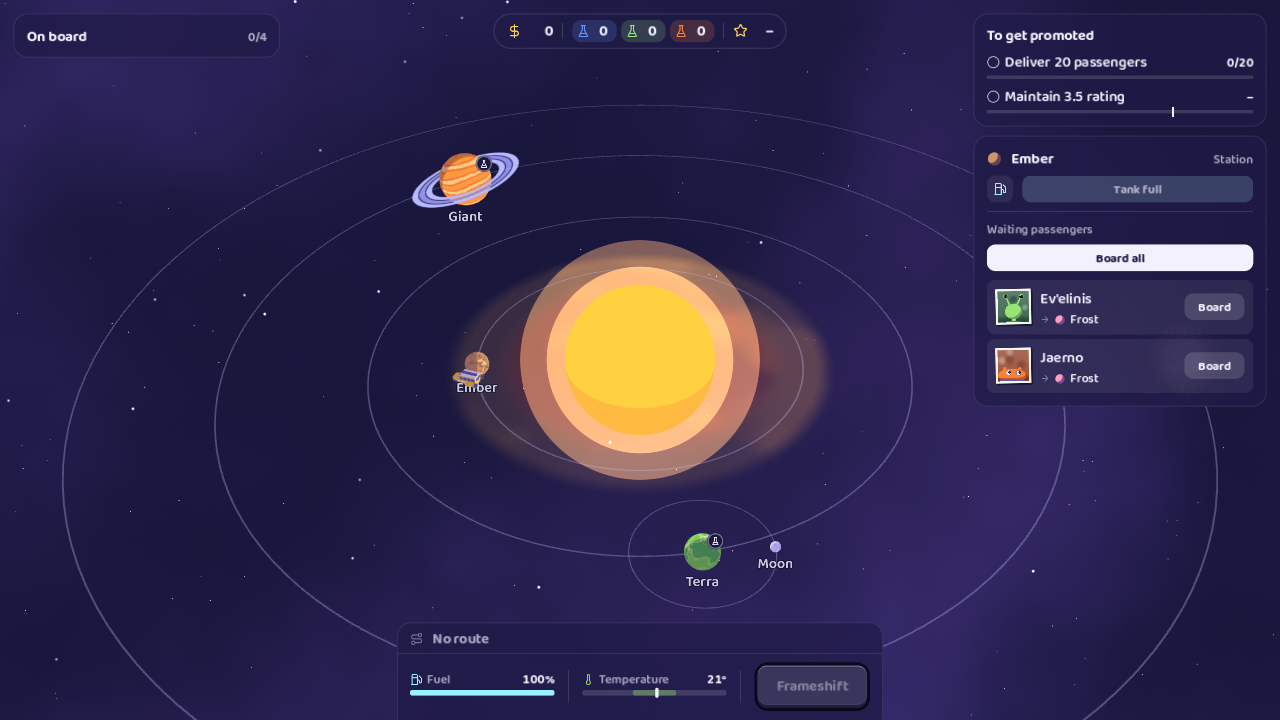 On board
0/4
0
0
0
0
–
To get promoted
Deliver 20 passengers
0/20
Maintain 3.5 rating
–
Ember
Station
Tank full
Waiting passengers
Board all
Ev'elinis
→ Frost
Board
Jaerno
→ Frost
Board
Giant
Ember
Terra
Moon
No route
Fuel
100%
Temperature
21°
Frameshift